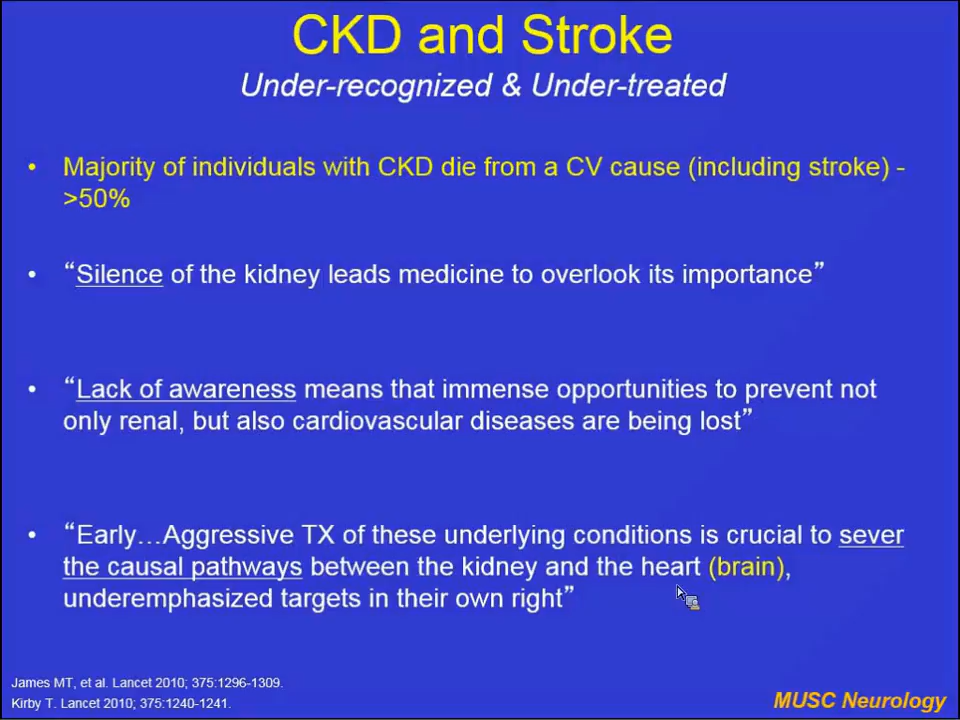 CKD and Stroke
Under-recognized & Under-treated
• Majority of individuals with CKD die from a CV cause (including stroke) -
>50%
• “Silence of the kidney leads medicine to overlook its importance”
• “Lack of awareness means that immense opportunities to prevent not
only renal, but also cardiovascular diseases are being lost”
• “Early…Aggressive TX of these underlying conditions is crucial to sever
the causal pathways between the kidney and the heart (brain),
underemphasized targets in their own right”
James MT, et al. Lancet 2010; 375:1296-1309.
Kirby T. Lancet 2010; 375:1240-1241.
MUSC Neurology